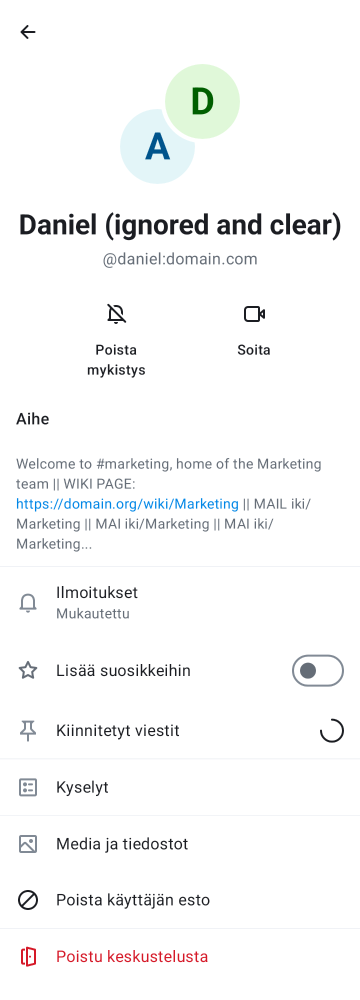 D
A
Daniel (ignored and clear)
@daniel:domain.com
Poista
mykistys
Soita
Aihe
Welcome to #marketing, home of the Marketing
team || WIKI PAGE:
https://domain.org/wiki/Marketing || MAIL iki/
Marketing || MAI iki/Marketing || MAI iki/
Marketing...
Ilmoitukset
Mukautettu
Lisää suosikkeihin
Kiinnitetyt viestit
Kyselyt
Media ja tiedostot
Poista käyttäjän esto
Poistu keskustelusta